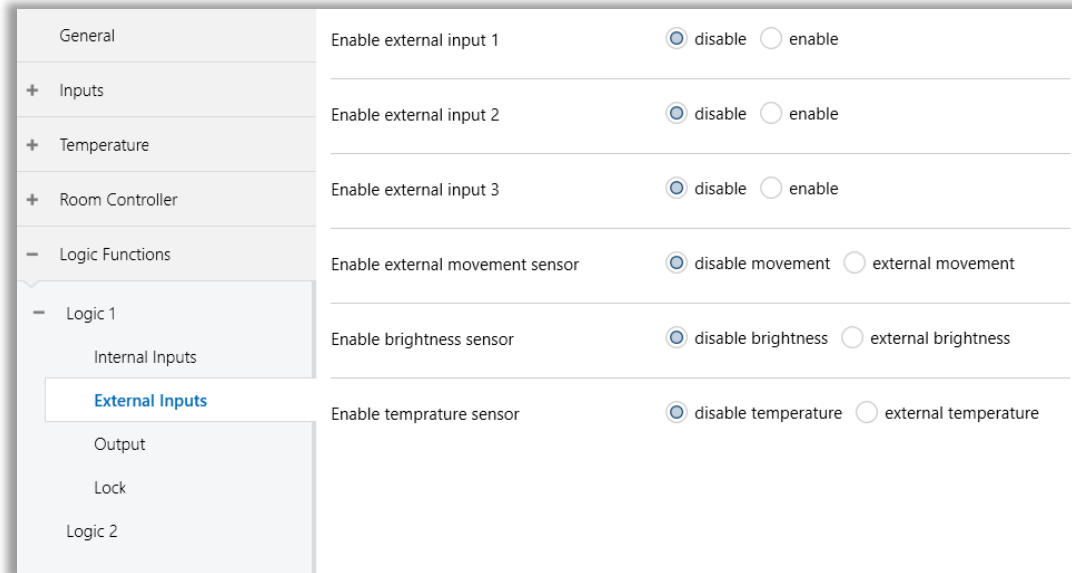 General
Inputs
Temperature
Room Controller
Logic Functions
Logic 1
Internal Inputs
External Inputs
Output
Lock
Logic 2
Enable external input 1 disable enable
Enable external input 2 disable enable
Enable external input 3 disable enable
Enable external movement sensor disable movement external movement
Enable brightness sensor disable brightness external brightness
Enable temprature sensor disable temperature external temperature